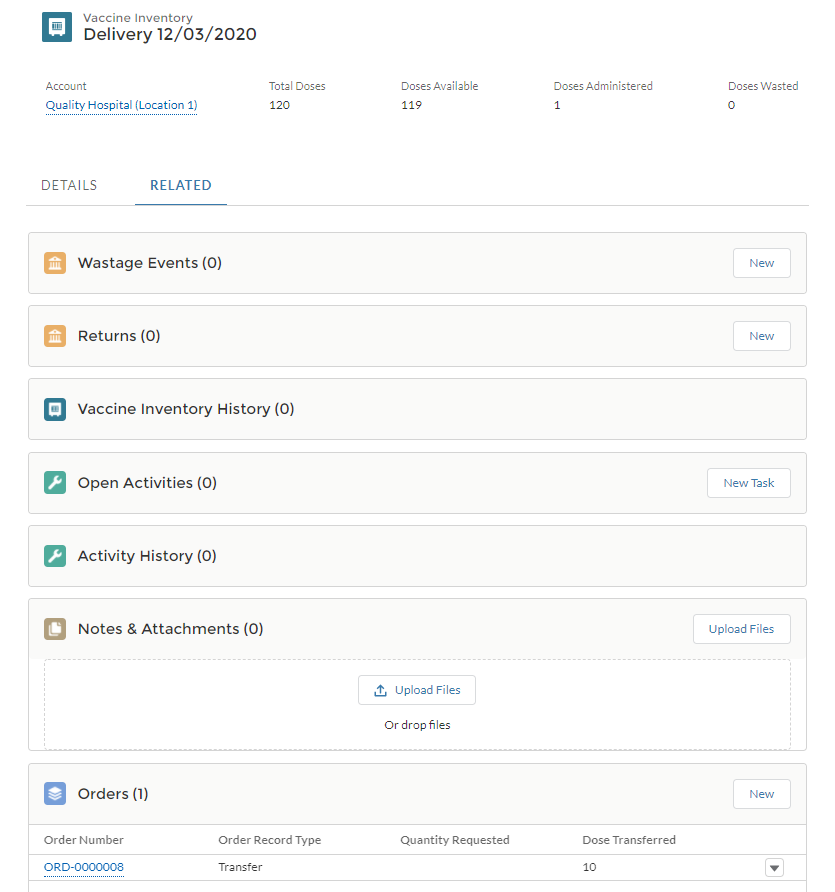 Vaccine Inventory
Delivery 12/03/2020
Account Total Doses Doses Available Doses Administered Doses Wasted
Quality Hospital (Location 1) 120 119 1 0
DETAILS RELATED
Wastage Events (0) New
Returns (0) New
Vaccine Inventory History (0)
Open Activities (0) New Task
Activity History (0)
Notes & Attachments (0) Upload Files
Upload Files
Or drop files
Orders (1) New
Order Number Order Record Type Quantity Requested Dose Transferred
ORD-0000008 Transfer 10